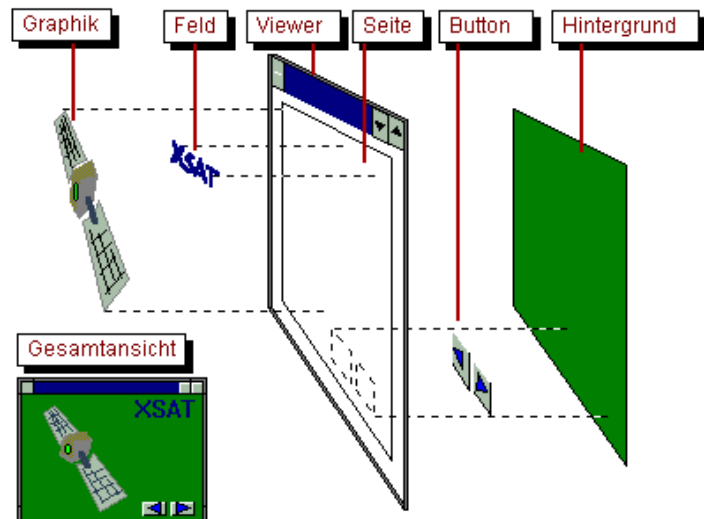 Graphik
Feld
Viewer
Seite
Button
Hintergrund
XSAT
Gesamtansicht
XSAT